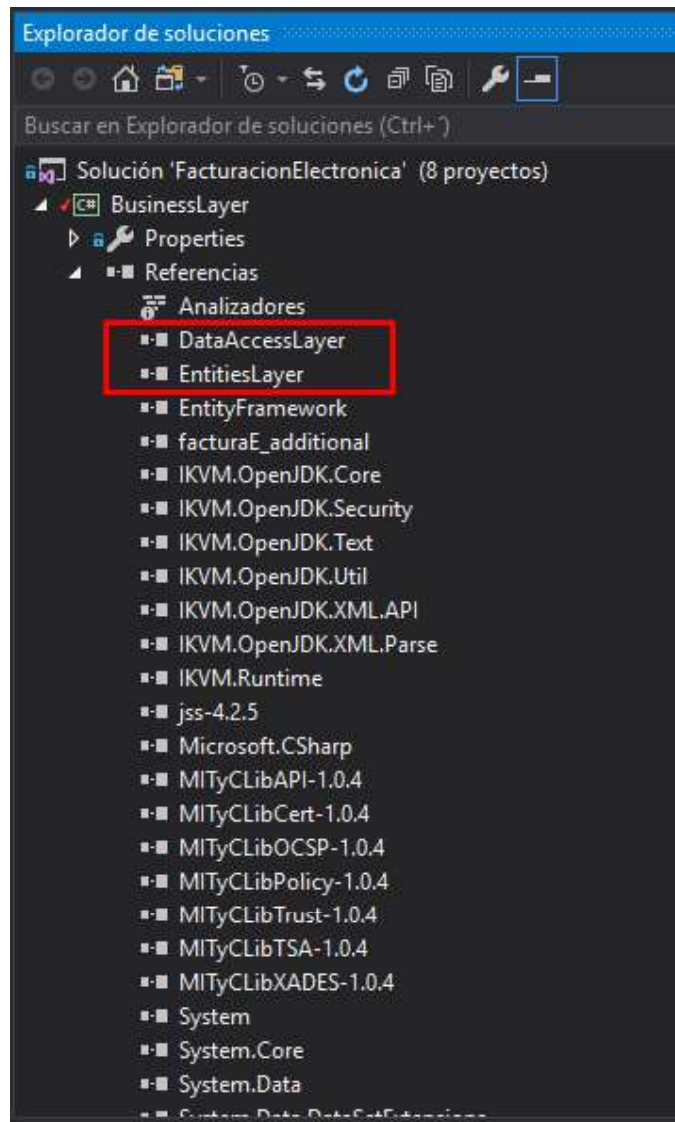 Explorador de soluciones
Buscar en Explorador de soluciones (Ctrl+´)
Solución 'FacturacionElectronica' (8 proyectos)
C# BusinessLayer
Properties
Referencias
Analizadores
DataAccessLayer
EntitiesLayer
EntityFramework
facturaE_additional
IKVM.OpenJDK.Core
IKVM.OpenJDK.Security
IKVM.OpenJDK.Text
IKVM.OpenJDK.Util
IKVM.OpenJDK.XML.API
IKVM.OpenJDK.XML.Parse
IKVM.Runtime
jss-4.2.5
Microsoft.CSharp
MITyCLibAPI-1.0.4
MITyCLibCert-1.0.4
MITyCLibOCSP-1.0.4
MITyCLibPolicy-1.0.4
MITyCLibTrust-1.0.4
MITyCLibTSA-1.0.4
MITyCLibXADES-1.0.4
System
System.Core
System.Data
System.Data.DataSetExtensions